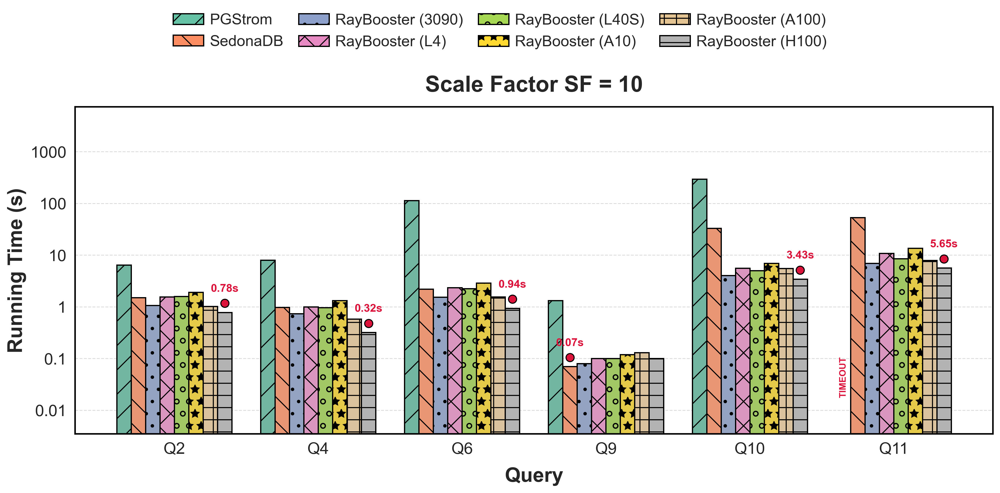 PGStrom
SedonaDB
RayBooster (3090)
RayBooster (L4)
RayBooster (L40S)
RayBooster (A10)
RayBooster (A100)
RayBooster (H100)
Scale Factor SF = 10
Running Time (s)
1000
100
10
1
0.1
0.01
0.78s
0.32s
0.94s
0.07s
3.43s
TIMEOUT
5.65s
Q2
Q4
Q6
Q9
Q10
Q11
Query